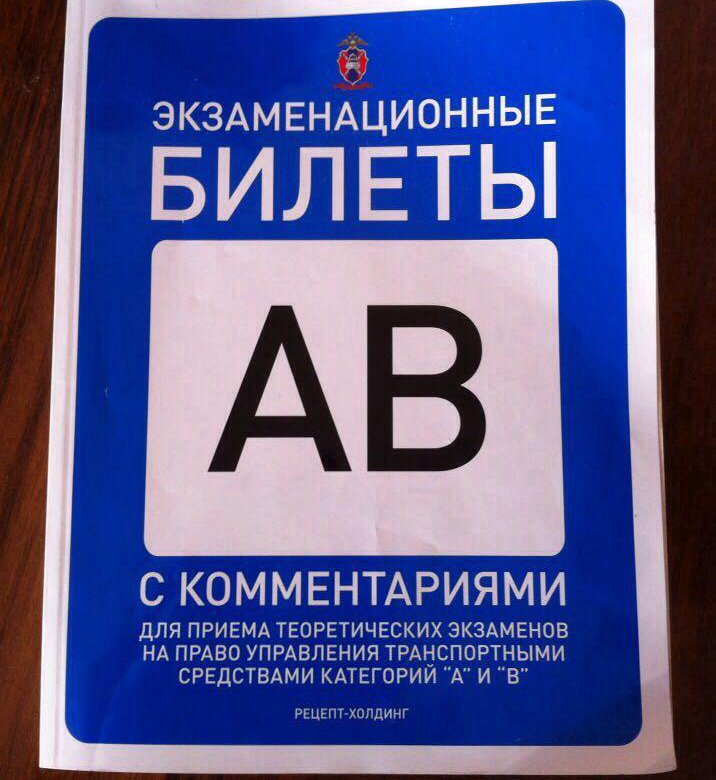 ЭКЗАМЕНАЦИОННЫЕ
БИЛЕТЫ
АВ
С КОММЕНТАРИЯМИ
ДЛЯ ПРИЕМА ТЕОРЕТИЧЕСКИХ ЭКЗАМЕНОВ
НА ПРАВО УПРАВЛЕНИЯ ТРАНСПОРТНЫМИ
СРЕДСТВАМИ КАТЕГОРИЙ “А” И “В”
РЕЦЕПТ-ХОЛДИНГ